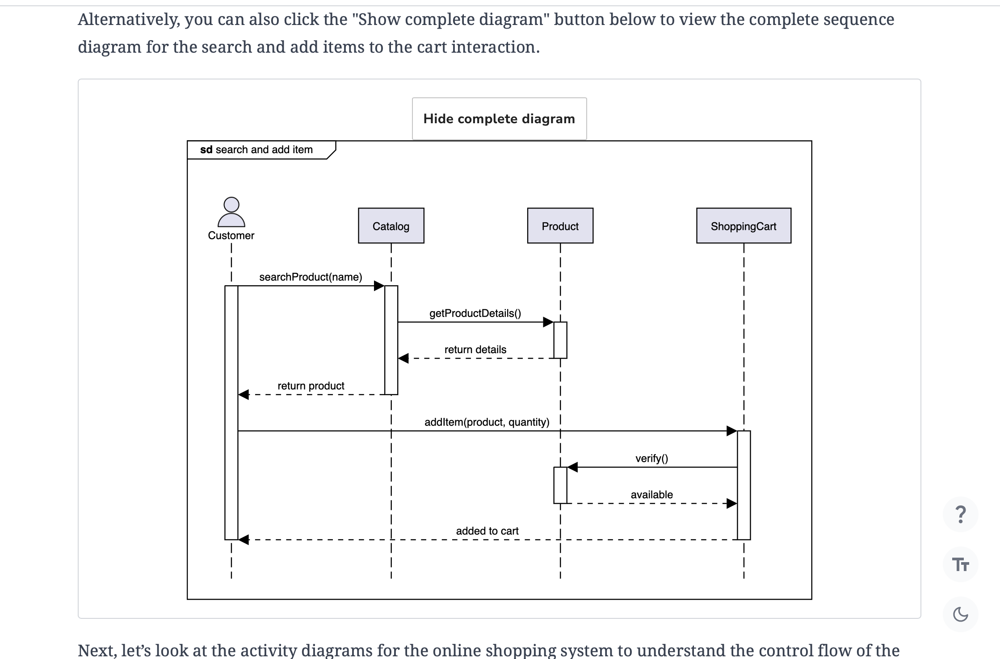 Alternatively, you can also click the "Show complete diagram" button below to view the complete sequence
diagram for the search and add items to the cart interaction.
Hide complete diagram
sd search and add item
Customer
Catalog
Product
ShoppingCart
searchProduct(name)
getProductDetails()
return details
return product
addItem(product, quantity)
verify()
available
added to cart
?
Tт
Next, let’s look at the activity diagrams for the online shopping system to understand the control flow of the